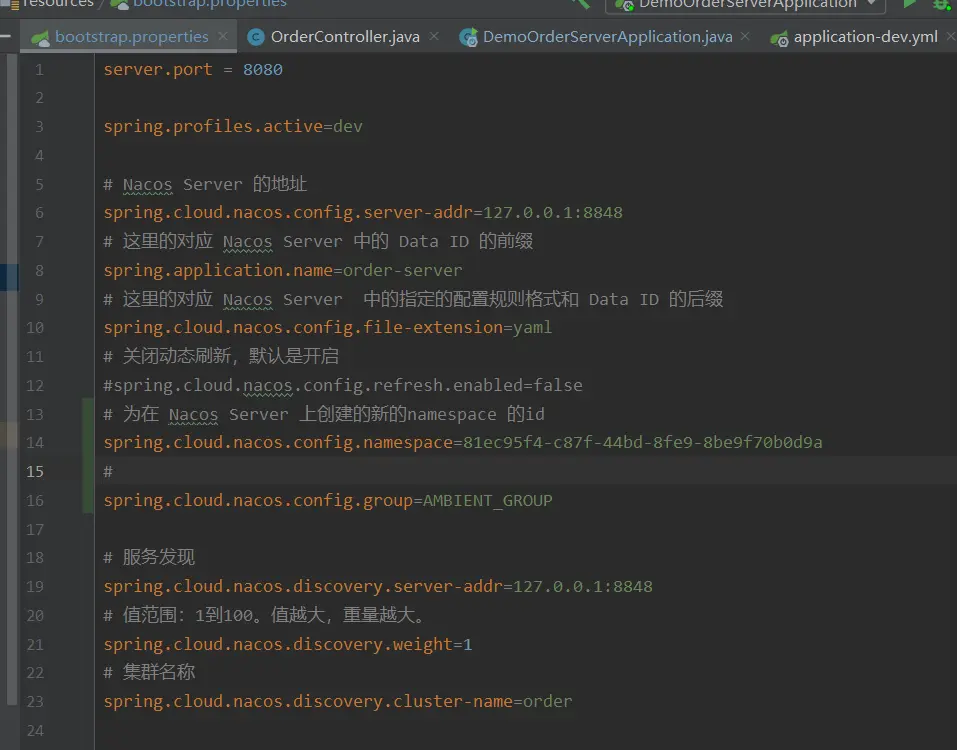 resources / bootstrap.properties DemoOrderServerApplication
bootstrap.properties × OrderController.java × DemoOrderServerApplication.java × application-dev.yml ×
1 server.port = 8080
2
3 spring.profiles.active=dev
4
5 # Nacos Server 的地址
6 spring.cloud.nacos.config.server-addr=127.0.0.1:8848
7 # 这里的对应 Nacos Server 中的 Data ID 的前缀
8 spring.application.name=order-server
9 # 这里的对应 Nacos Server  中的指定的配置规则格式和 Data ID 的后缀
10 spring.cloud.nacos.config.file-extension=yaml
11 # 关闭动态刷新，默认是开启
12 #spring.cloud.nacos.config.refresh.enabled=false
13 # 为在 Nacos Server 上创建的新的namespace 的id
14 spring.cloud.nacos.config.namespace=81ec95f4-c87f-44bd-8fe9-8be9f70b0d9a
15 #
16 spring.cloud.nacos.config.group=AMBIENT_GROUP
17
18 # 服务发现
19 spring.cloud.nacos.discovery.server-addr=127.0.0.1:8848
20 # 值范围：1到100。值越大，重量越大。
21 spring.cloud.nacos.discovery.weight=1
22 # 集群名称
23 spring.cloud.nacos.discovery.cluster-name=order
24